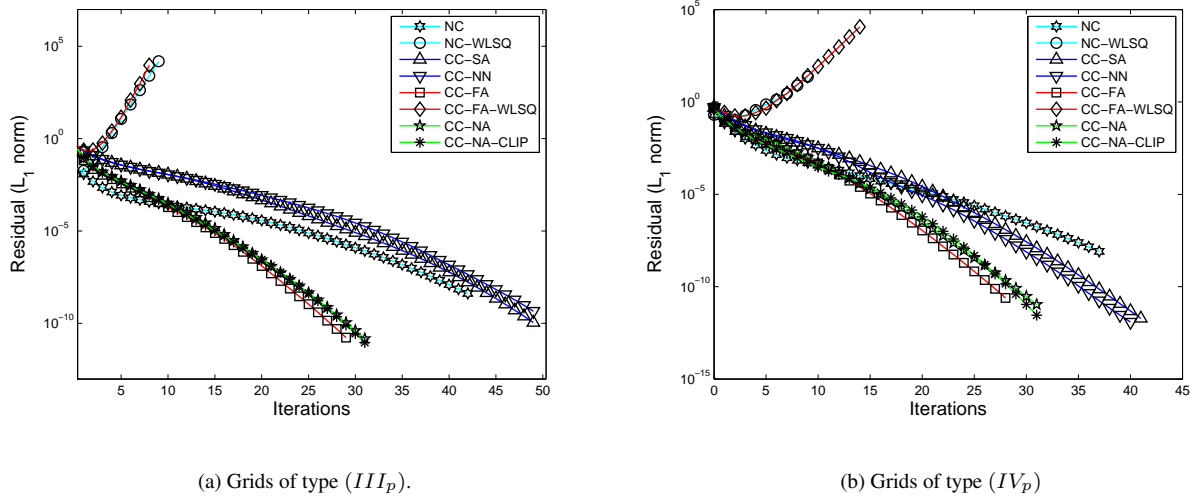 10^5
10^0
10^-5
10^-10
Residual (L_1 norm)
5 10 15 20 25 30 35 40 45 50
Iterations
NC
NC-WLSQ
CC-SA
CC-NN
CC-FA
CC-FA-WLSQ
CC-NA
CC-NA-CLIP
(a) Grids of type (III_p).
10^5
10^0
10^-5
10^-10
10^-15
Residual (L_1 norm)
0 5 10 15 20 25 30 35 40 45
Iterations
NC
NC-WLSQ
CC-SA
CC-NN
CC-FA
CC-FA-WLSQ
CC-NA
CC-NA-CLIP
(b) Grids of type (IV_p)